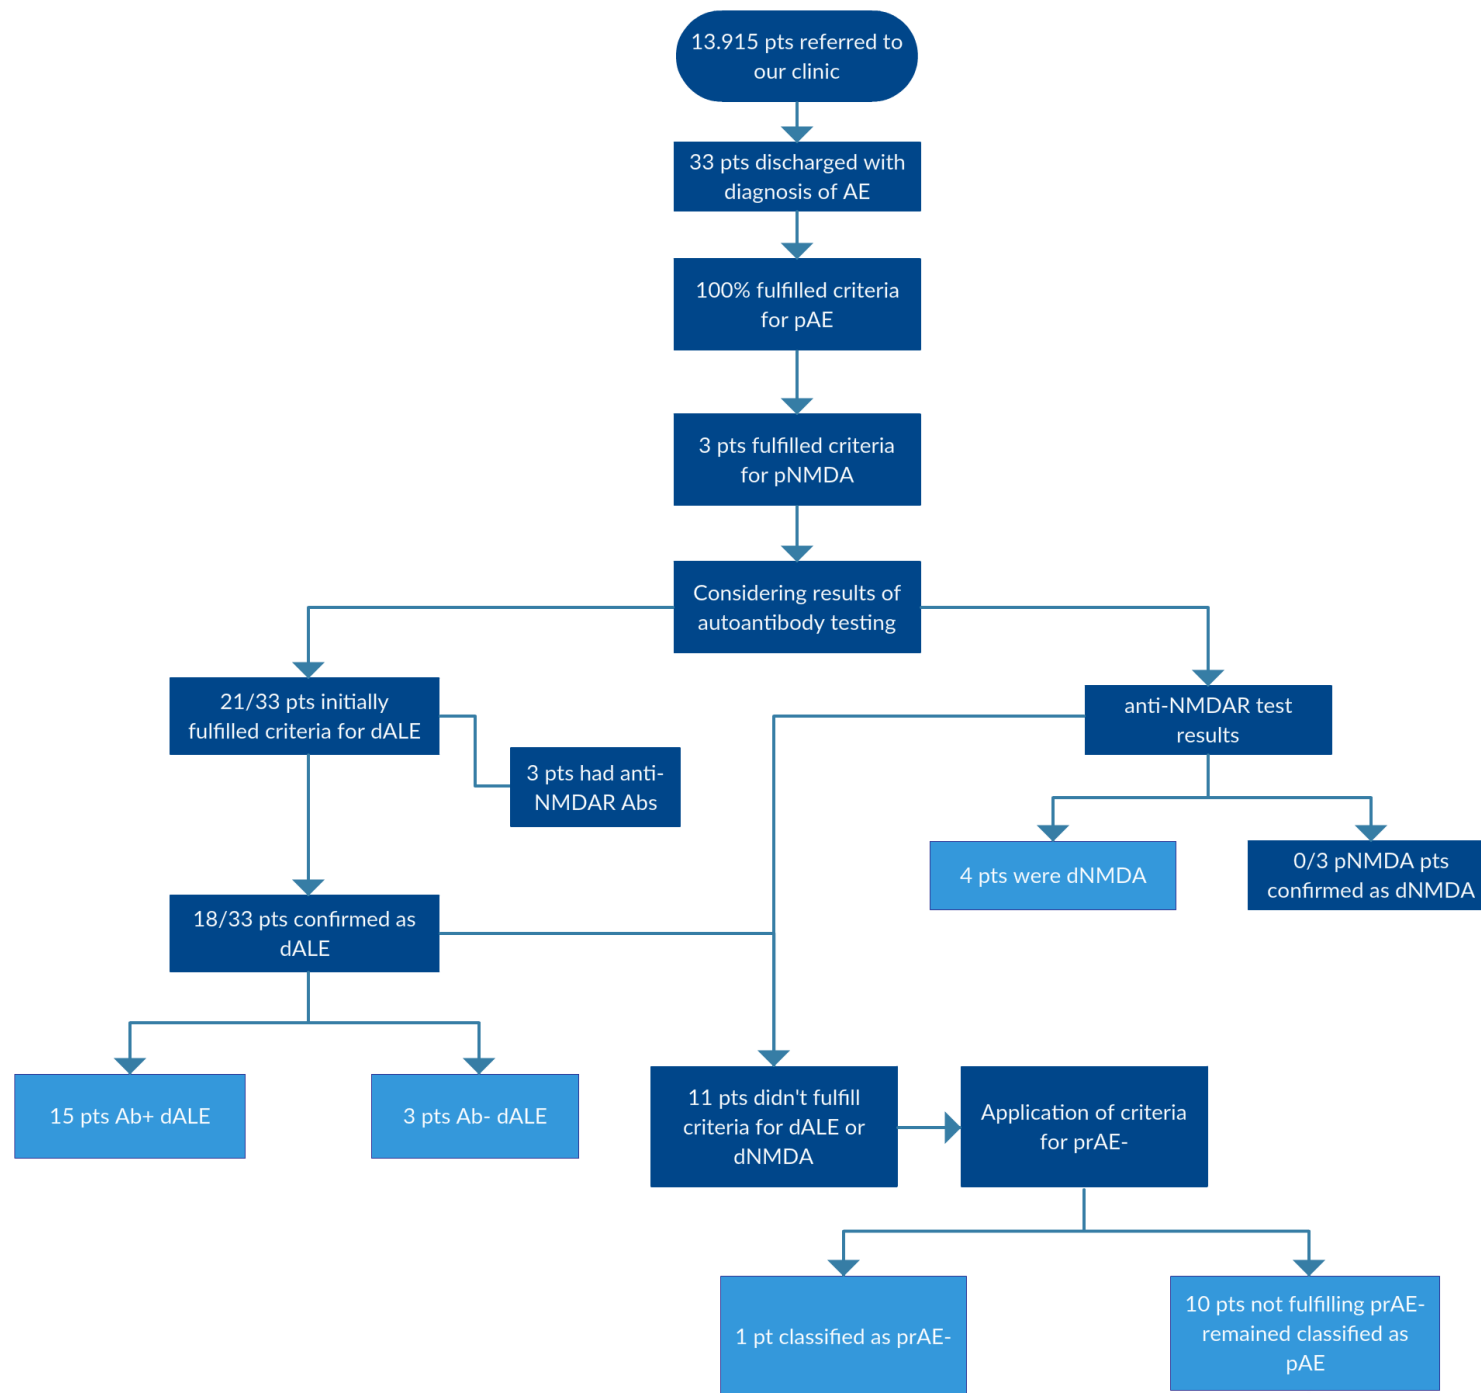 13.915 pts referred to
our clinic
33 pts discharged with
diagnosis of AE
100% fulfilled criteria
for pAE
3 pts fulfilled criteria
for pNMDA
Considering results of
autoantibody testing
21/33 pts initially
fulfilled criteria for dALE
anti-NMDAR test
results
3 pts had anti-
NMDAR Abs
4 pts were dNMDA
0/3 pNMDA pts
confirmed as dNMDA
18/33 pts confirmed as
dALE
15 pts Ab+ dALE
3 pts Ab- dALE
11 pts didn't fulfill
criteria for dALE or
dNMDA
Application of criteria
for prAE-
1 pt classified as prAE-
10 pts not fulfilling prAE-
remained classified as
pAE